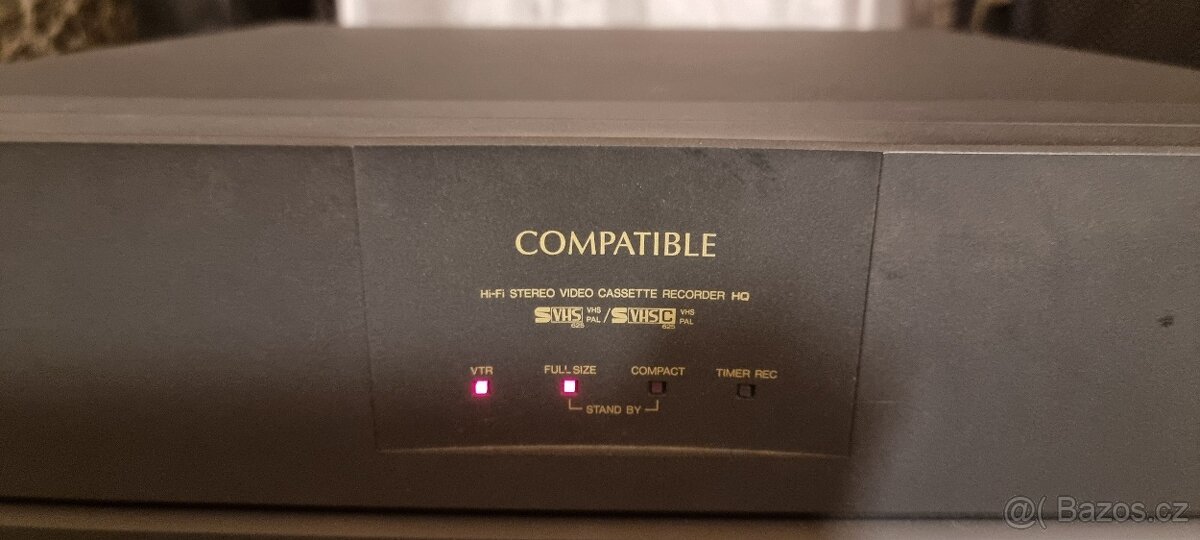 COMPATIBLE
Hi-Fi STEREO VIDEO CASSETTE RECORDER HQ
SVHS 625 VHS PAL / SVHSC 625 VHS PAL
VTR FULL SIZE COMPACT TIMER REC
STAND BY
@( Bazos.cz